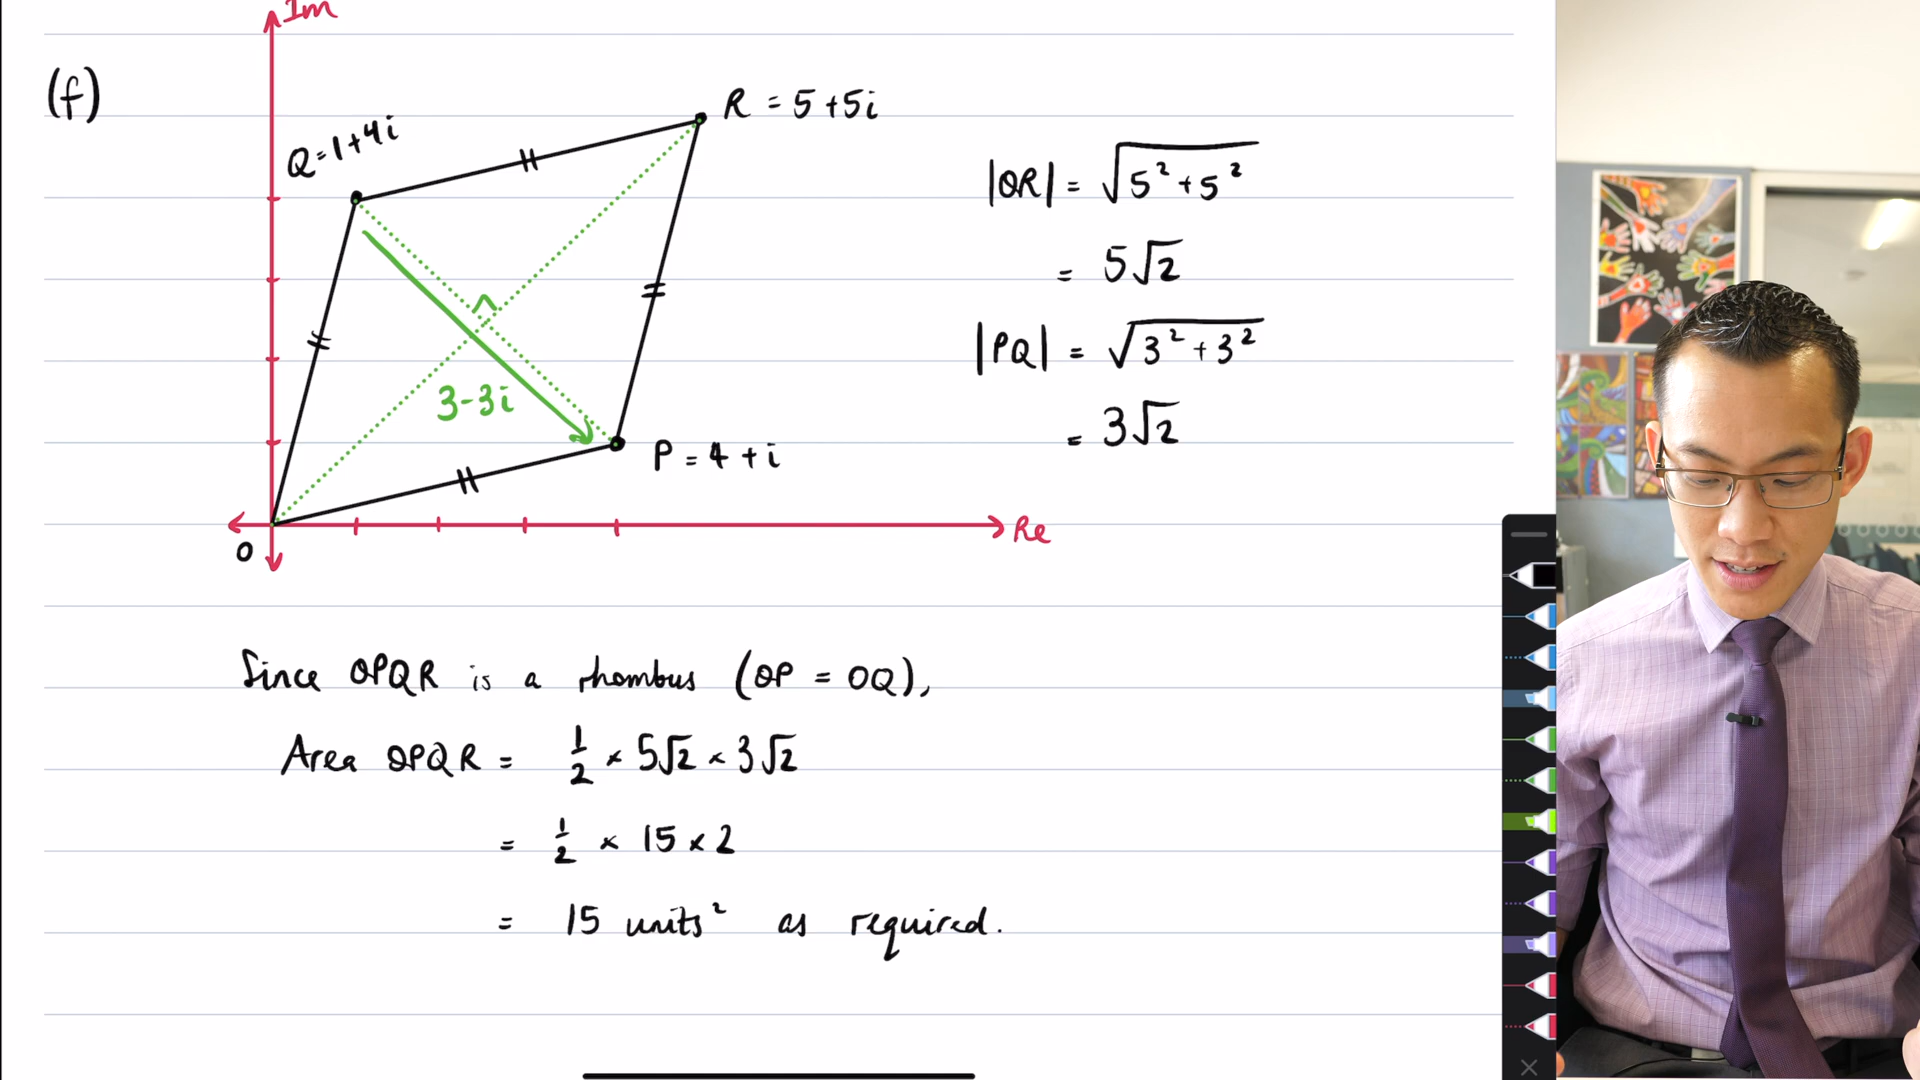 Im
(f)
R = 5 + 5i
Q = 1 + 4i
|OR| = √5² + 5²
= 5√2
|PQ| = √3² + 3²
= 3√2
3 - 3i
P = 4 + i
O
Re
Since OPQR is a rhombus (OP = OQ),
Area OPQR = 1/2 × 5√2 × 3√2
= 1/2 × 15 × 2
= 15 units² as required.